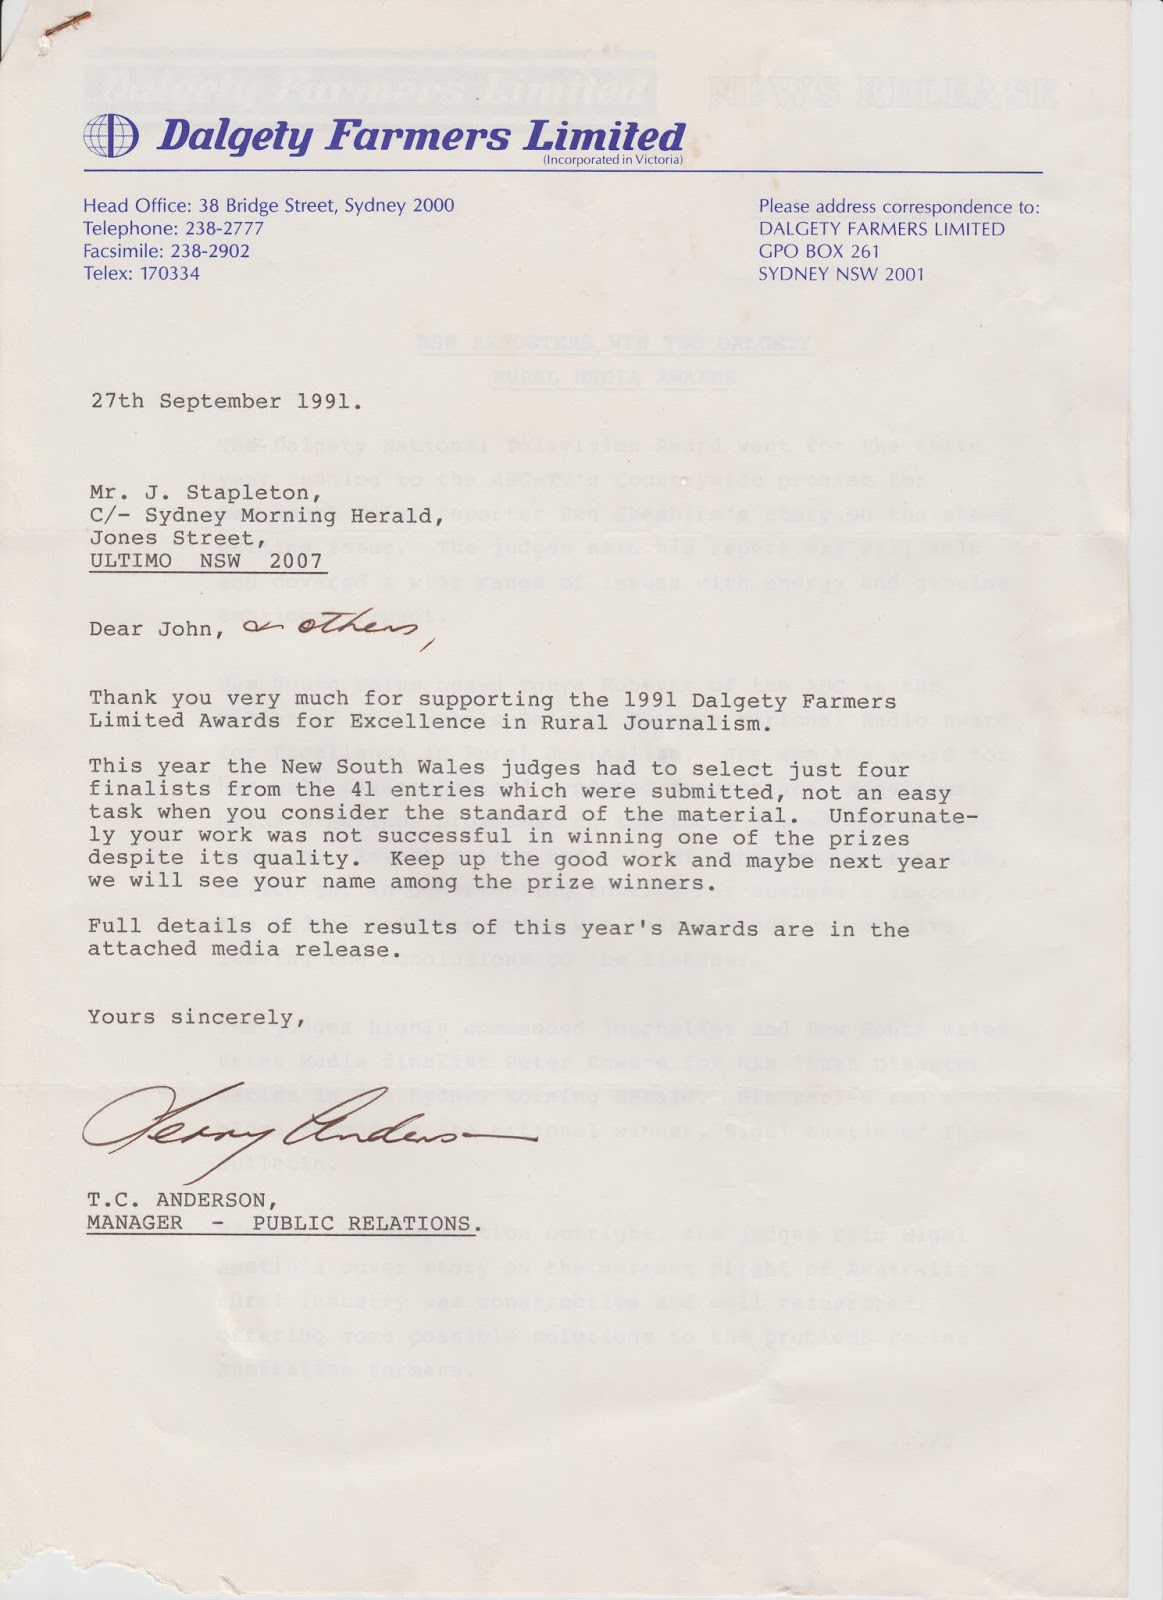 Dalgety Farmers Limited
(Incorporated in Victoria)
Head Office: 38 Bridge Street, Sydney 2000
Telephone: 238-2777
Facsimile: 238-2902
Telex: 170334
Please address correspondence to:
DALGETY FARMERS LIMITED
GPO BOX 261
SYDNEY NSW 2001
27th September 1991.
Mr. J. Stapleton,
C/- Sydney Morning Herald,
Jones Street,
ULTIMO NSW 2007
Dear John, & others,
Thank you very much for supporting the 1991 Dalgety Farmers
Limited Awards for Excellence in Rural Journalism.
This year the New South Wales judges had to select just four
finalists from the 41 entries which were submitted, not an easy
task when you consider the standard of the material. Unforunate-
ly your work was not successful in winning one of the prizes
despite its quality. Keep up the good work and maybe next year
we will see your name among the prize winners.
Full details of the results of this year's Awards are in the
attached media release.
Yours sincerely,
Terry Anderson
T.C. ANDERSON,
MANAGER - PUBLIC RELATIONS.